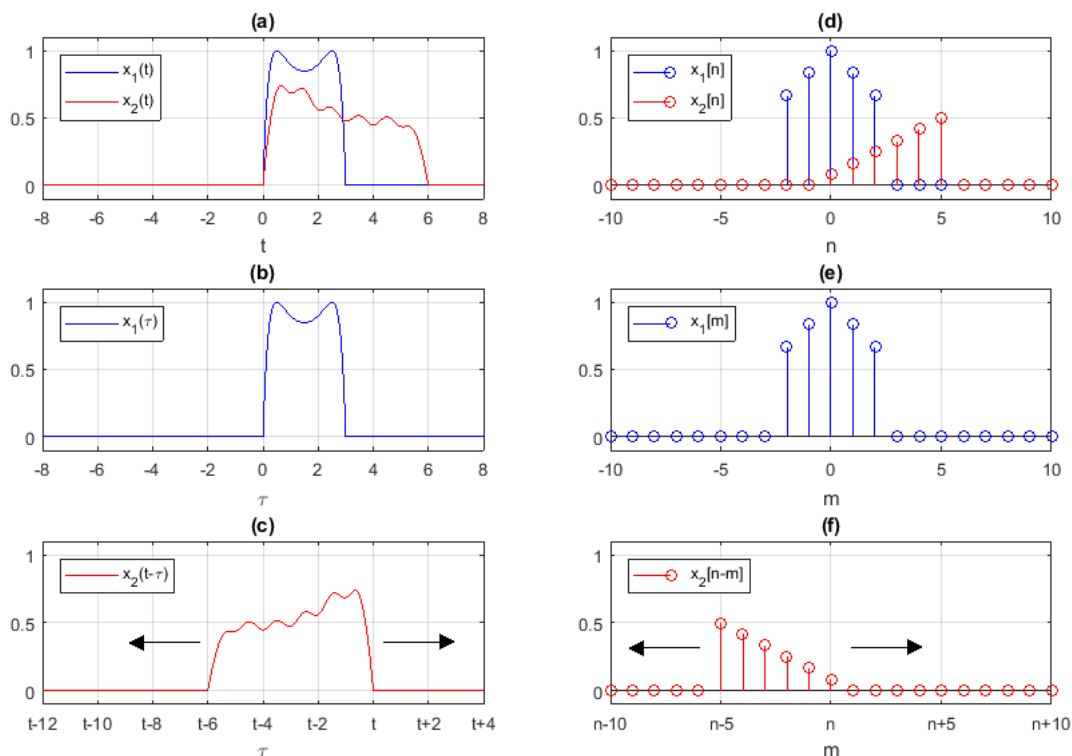 (a)
x1(t)
x2(t)
1
0.5
0
-8 -6 -4 -2 0 2 4 6 8
t
(b)
x1(τ)
1
0.5
0
-8 -6 -4 -2 0 2 4 6 8
τ
(c)
x2(t-τ)
1
0.5
0
t-12 t-10 t-8 t-6 t-4 t-2 t t+2 t+4
τ
(d)
x1[n]
x2[n]
1
0.5
0
-10 -5 0 5 10
n
(e)
x1[m]
1
0.5
0
-10 -5 0 5 10
m
(f)
x2[n-m]
1
0.5
0
n-10 n-5 n n+5 n+10
m